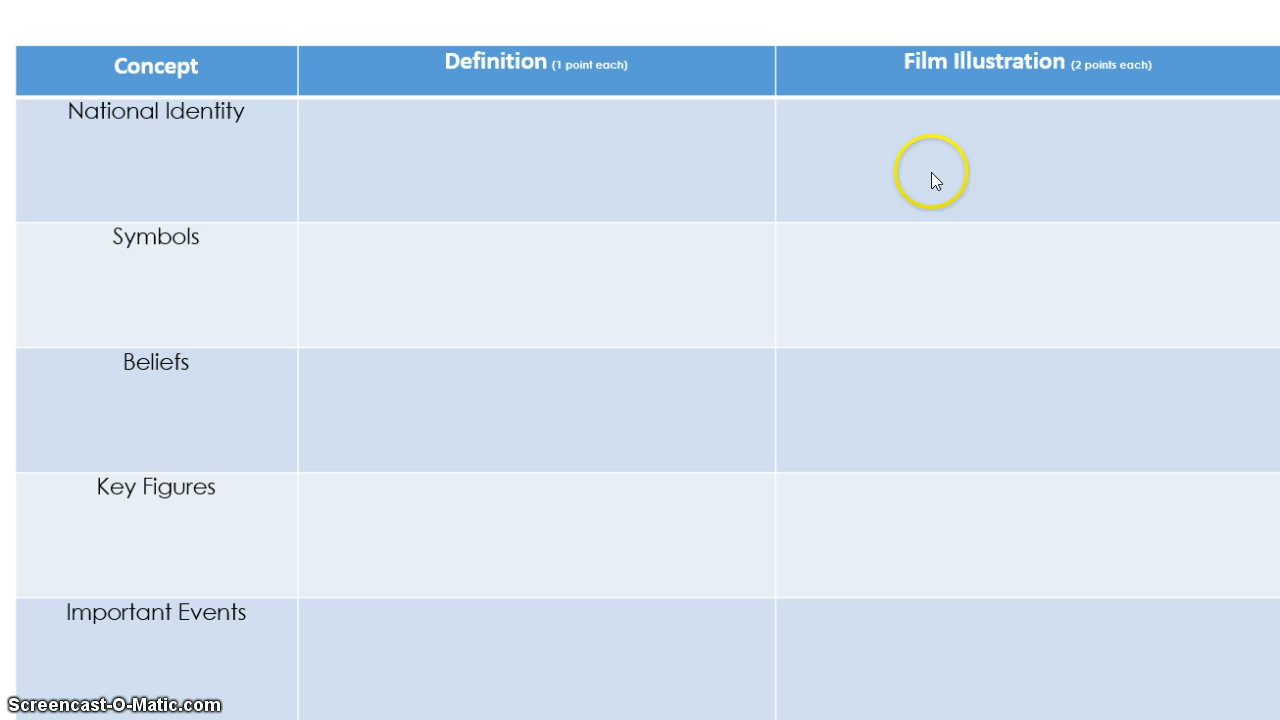 Concept
Definition (1 point each)
Film Illustration (2 points each)
National Identity
Symbols
Beliefs
Key Figures
Important Events
Screencast-O-Matic.com